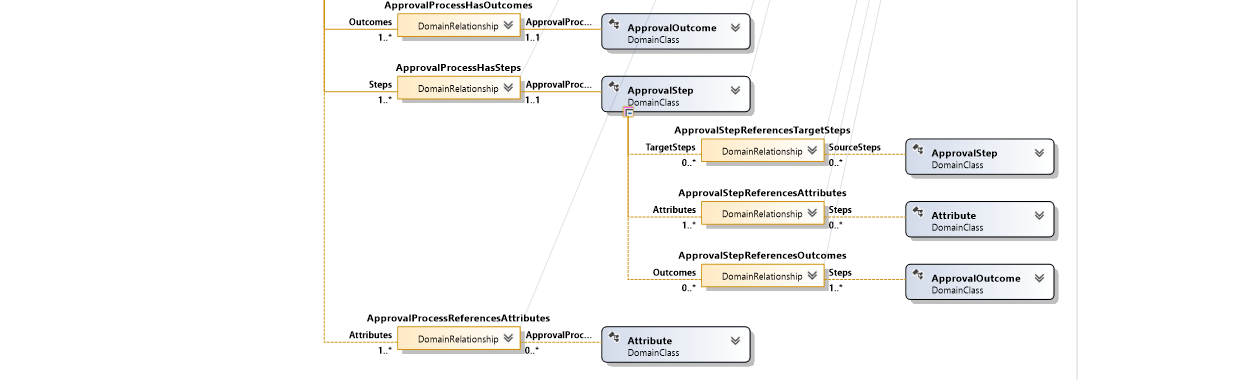 ApprovalProcessHasOutcomes
Outcomes DomainRelationship ApprovalProc... ApprovalOutcome
1..* 1..1 DomainClass
ApprovalProcessHasSteps
Steps DomainRelationship ApprovalProc... ApprovalStep
1..* 1..1 DomainClass
ApprovalStepReferencesTargetSteps
TargetSteps DomainRelationship SourceSteps ApprovalStep
0..* 0..* DomainClass
ApprovalStepReferencesAttributes
Attributes DomainRelationship Steps Attribute
1..* 0..* DomainClass
ApprovalStepReferencesOutcomes
Outcomes DomainRelationship Steps ApprovalOutcome
0..* 1..* DomainClass
ApprovalProcessReferencesAttributes
Attributes DomainRelationship ApprovalProc... Attribute
1..* 0..* DomainClass